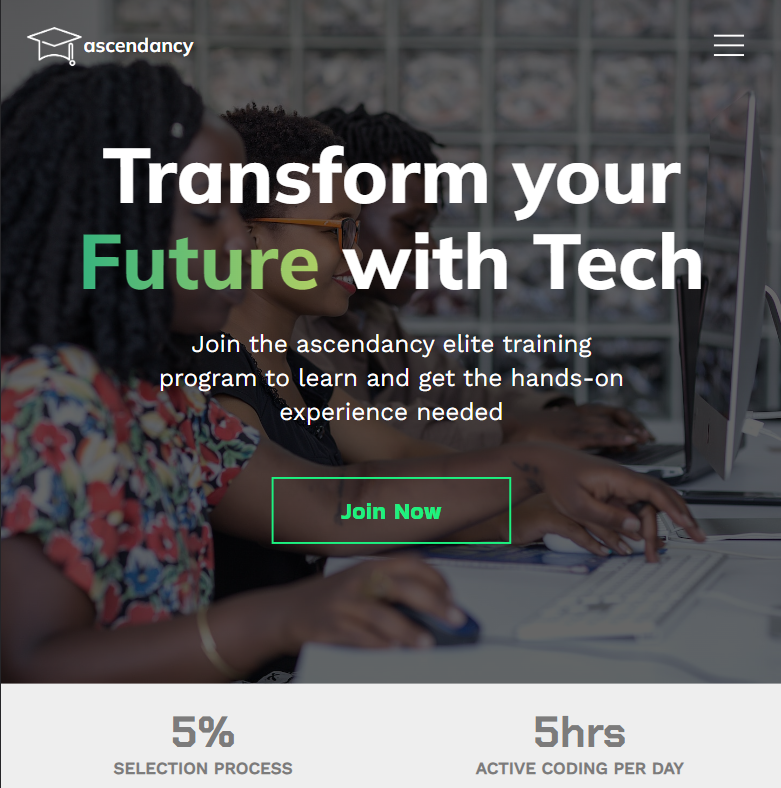 ascendancy
Transform your
Future with Tech
Join the ascendancy elite training
program to learn and get the hands-on
experience needed
Join Now
5%
SELECTION PROCESS
5hrs
ACTIVE CODING PER DAY